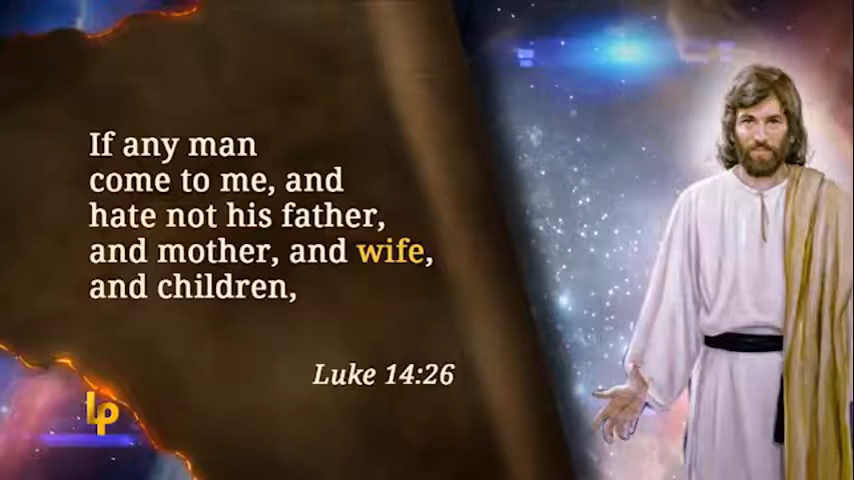 If any man
come to me, and
hate not his father,
and mother, and wife,
and children,
Luke 14:26
LP